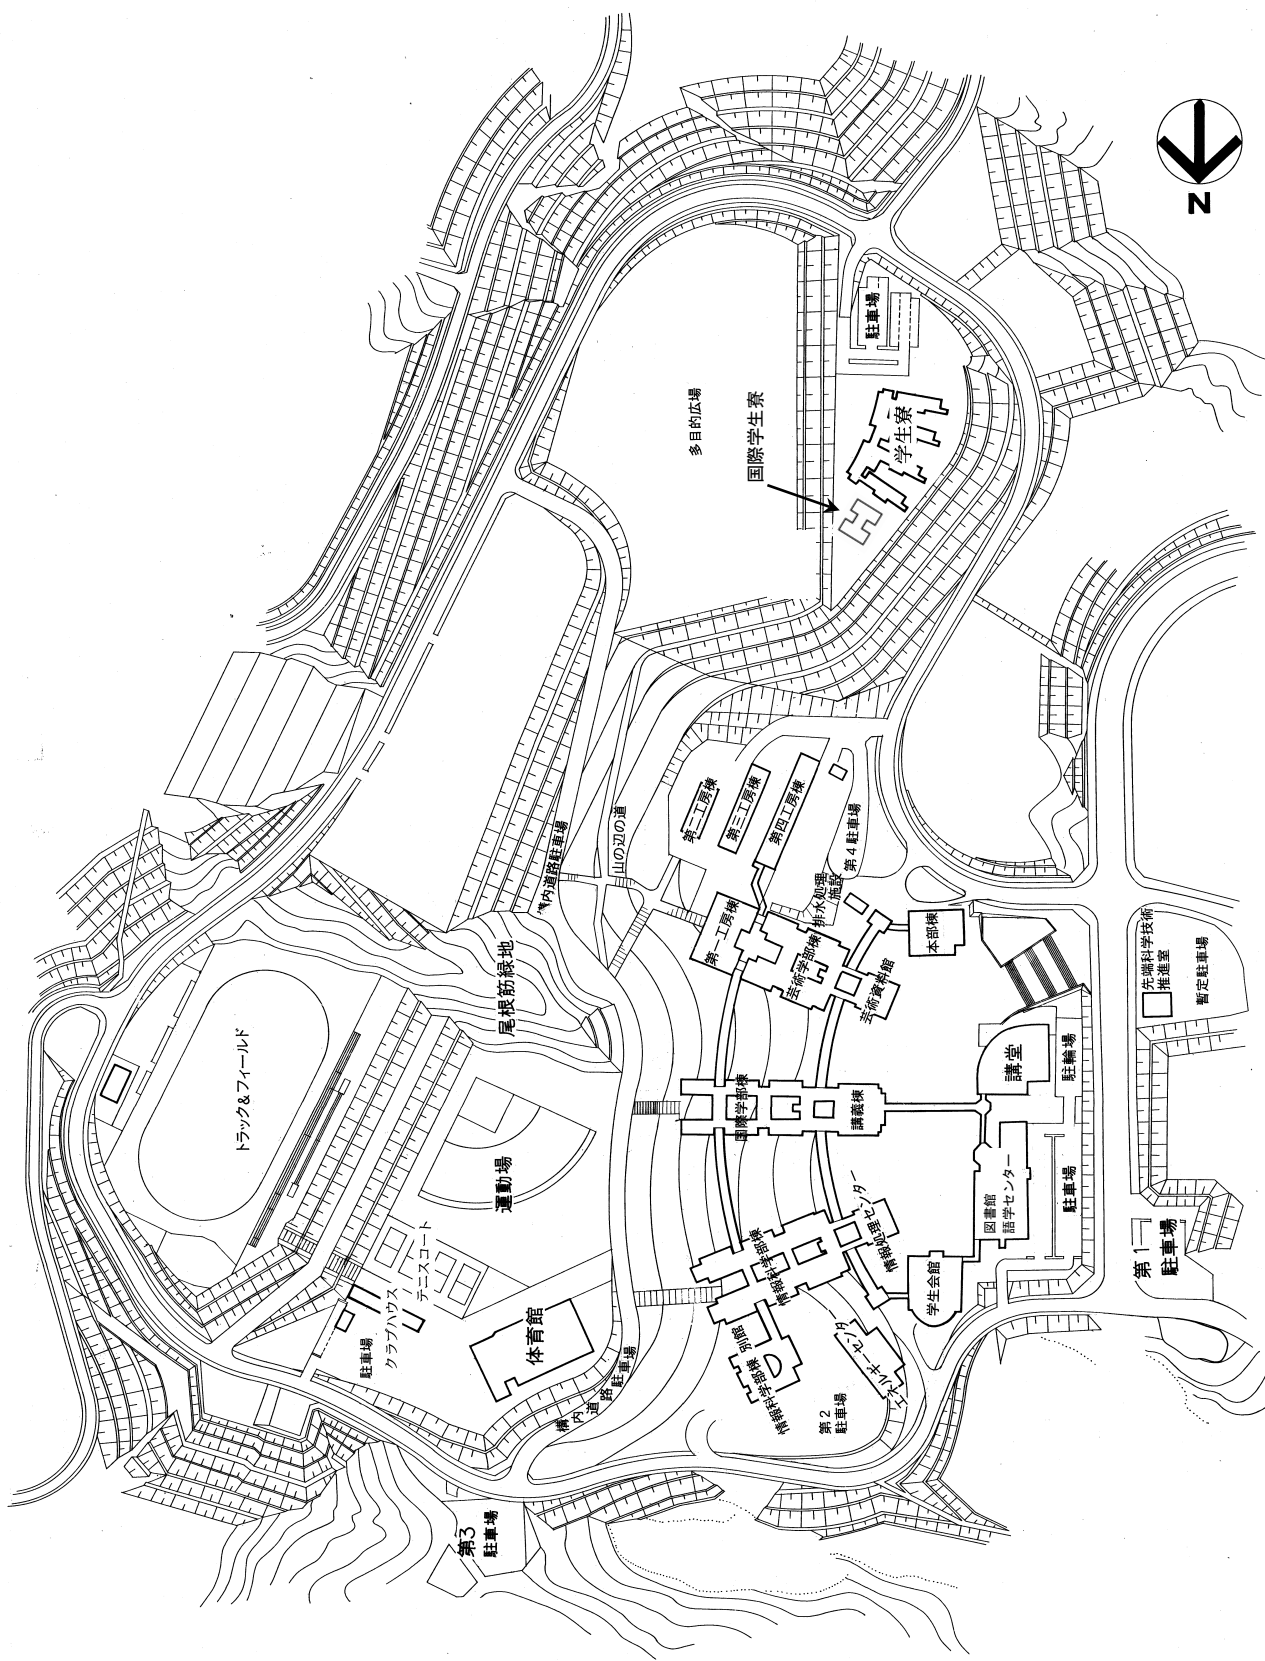 N
駐車場
多目的広場
国際学生寮
学生寮
第二工房棟
第三工房棟
第四工房棟
第４駐車場
構内道路駐車場
山の辺の道
排水処理
施設
第一工房棟
本部棟
芸術学部棟
芸術資料館
尾根筋緑地
先端科学技術
推進室
暫定駐車場
トラック＆フィールド
講堂
駐輪場
国際学部棟
講義棟
運動場
図書館
語学センター
駐車場
第１
駐車場
テニスコート
クラブハウス
駐車場
情報科学部棟
情報処理センター
学生会館
体育館
情報科学部棟 別館
エネルギーセンター
構内道路駐車場
第２
駐車場
第3
駐車場